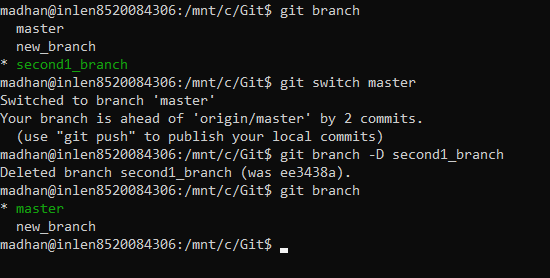 madhan@inlen8520084306:/mnt/c/Git$ git branch
  master
  new_branch
* second1_branch
madhan@inlen8520084306:/mnt/c/Git$ git switch master
Switched to branch 'master'
Your branch is ahead of 'origin/master' by 2 commits.
  (use "git push" to publish your local commits)
madhan@inlen8520084306:/mnt/c/Git$ git branch -D second1_branch
Deleted branch second1_branch (was ee3438a).
madhan@inlen8520084306:/mnt/c/Git$ git branch
* master
  new_branch
madhan@inlen8520084306:/mnt/c/Git$